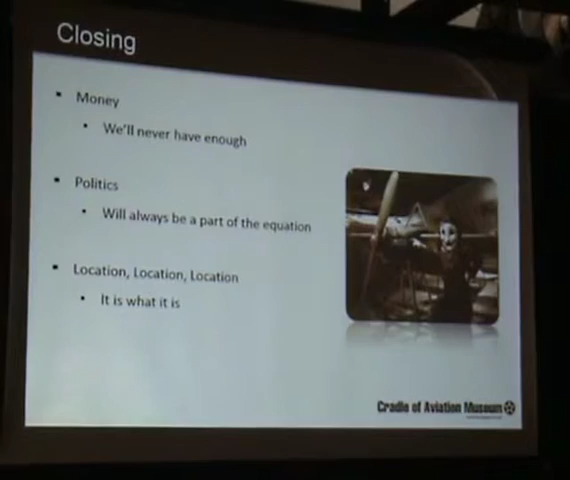 Closing
Money
We'll never have enough
Politics
Will always be a part of the equation
Location, Location, Location
It is what it is
Cradle of Aviation Museum